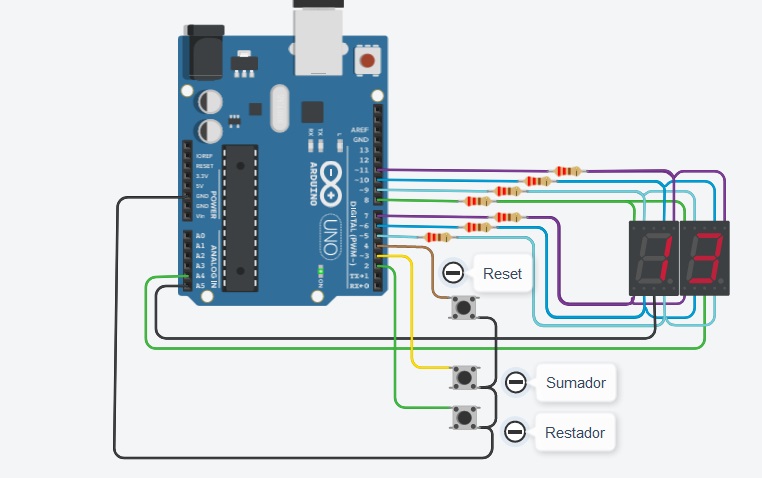 AREF
GND
13
12
~11
~10
~9
8
7
~6
~5
4
~3
2
TX→1
RX←0
DIGITAL (PWM~)
IOREF
RESET
3.3V
5V
GND
GND
Vin
POWER
A0
A1
A2
A3
A4
A5
ANALOG IN
RX
TX
L
ARDUINO
UNO
ON
13
Reset
Sumador
Restador